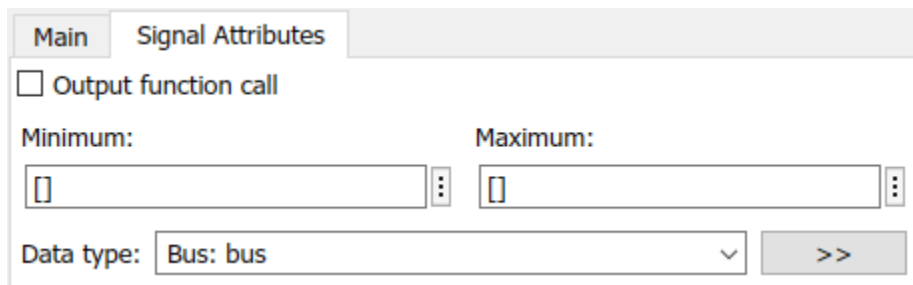 Main Signal Attributes
Output function call
Minimum: Maximum:
[] []
Data type: Bus: bus >>